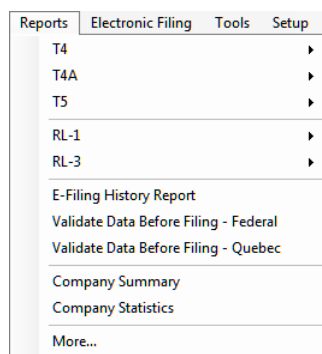 Reports Electronic Filing Tools Setup
T4
T4A
T5
RL-1
RL-3
E-Filing History Report
Validate Data Before Filing - Federal
Validate Data Before Filing - Quebec
Company Summary
Company Statistics
More...